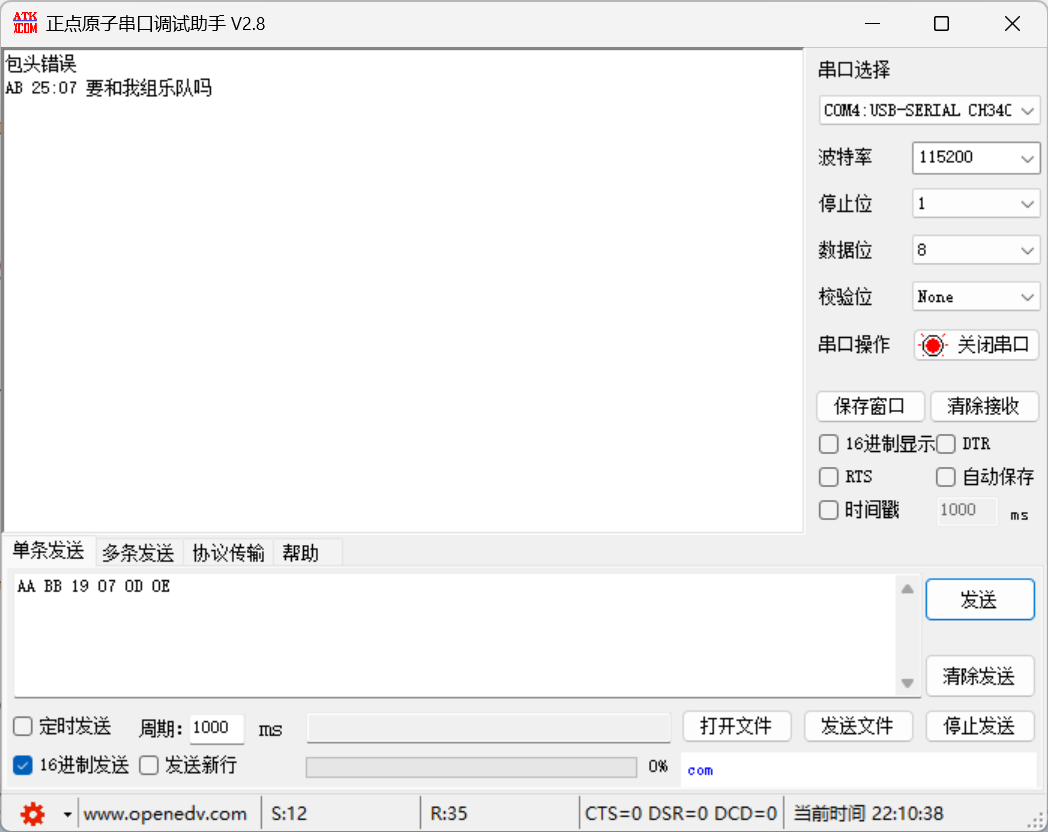 ATK XCOM 正点原子串口调试助手 V2.8
包头错误
AB 25:07 要和我组乐队吗
串口选择
COM4:USB-SERIAL CH34C
波特率 115200
停止位 1
数据位 8
校验位 None
串口操作 关闭串口
保存窗口 清除接收
16进制显示 DTR
RTS 自动保存
时间戳 1000 ms
单条发送 多条发送 协议传输 帮助
AA BB 19 07 0D 0E
发送
清除发送
定时发送 周期: 1000 ms 打开文件 发送文件 停止发送
16进制发送 发送新行 0% com
www.openedv.com S:12 R:35 CTS=0 DSR=0 DCD=0 当前时间 22:10:38